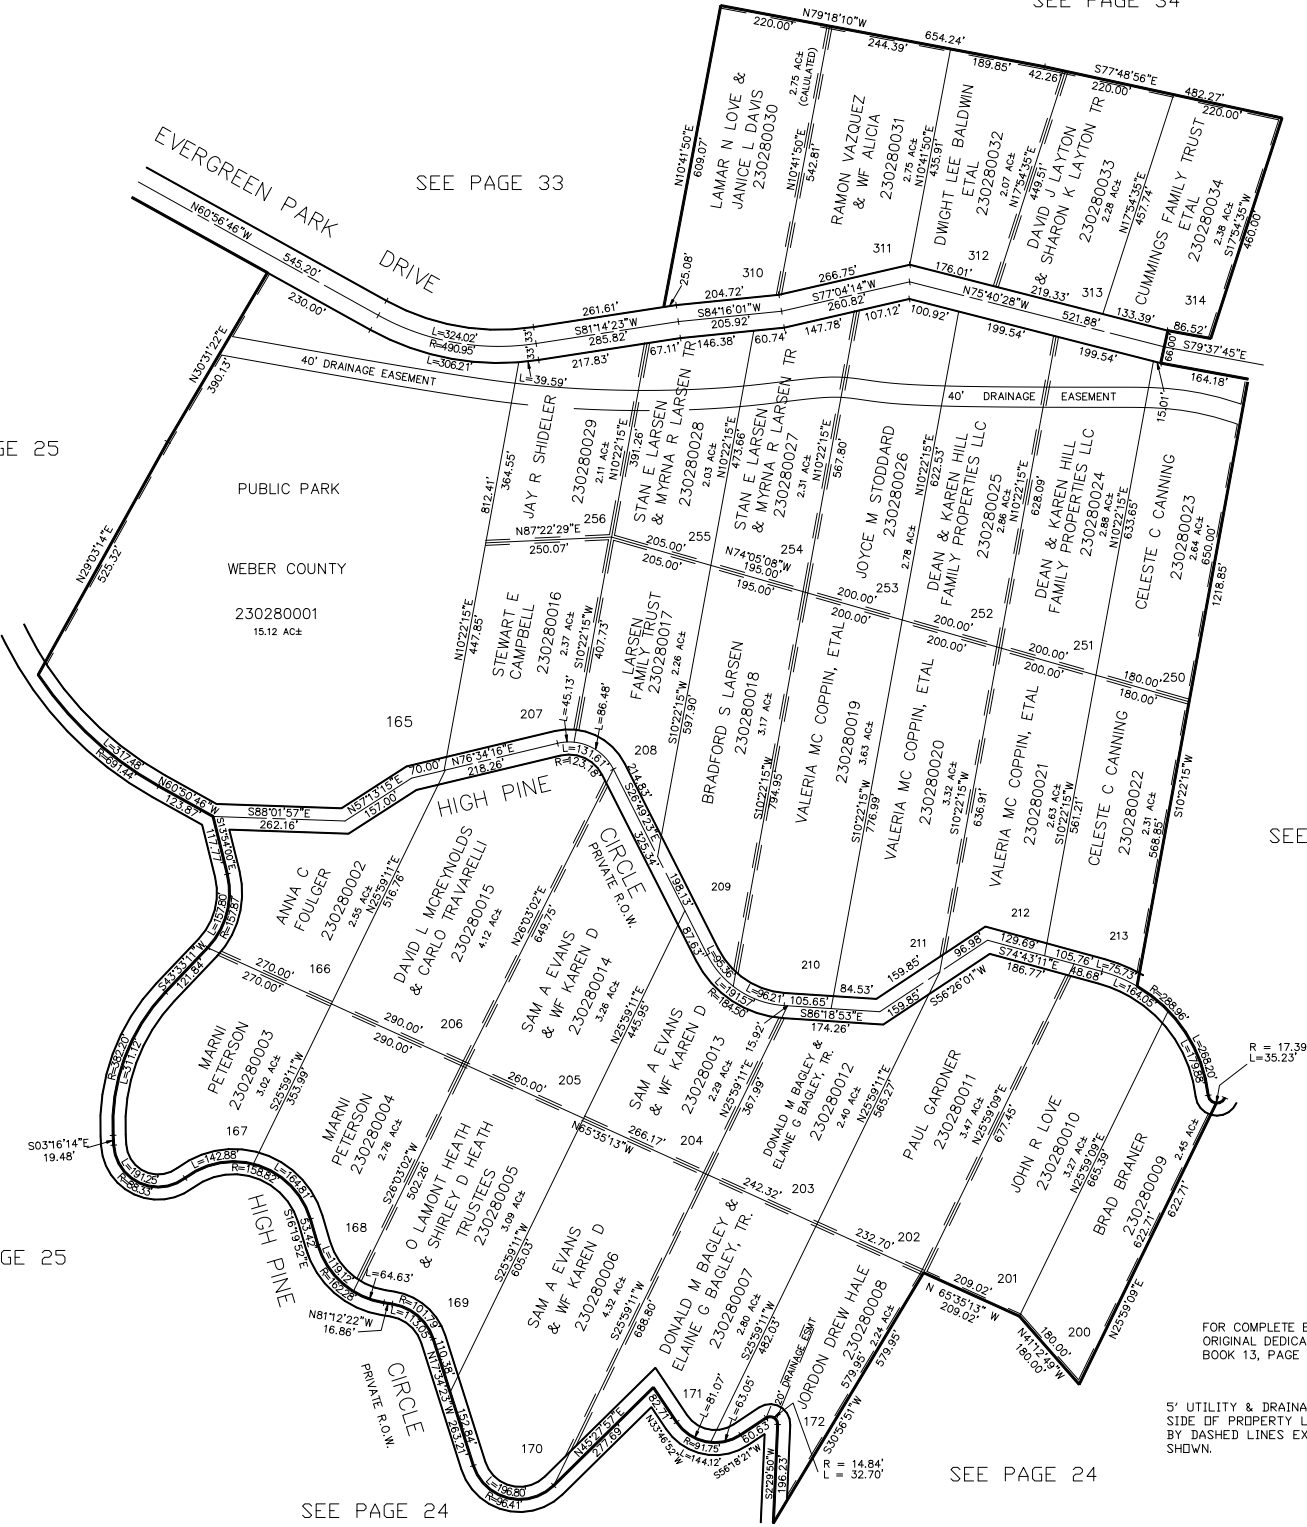 SEE PAGE 34
N79°18'10"W
220.00'
244.39'
654.24'
189.85'
42.26'
S77°48'56"E
220.00'
482.27'
220.00'
LAMAR N LOVE &
JANICE L DAVIS
230280030
2.75 AC±
(CALULATED)
N10°41'50"E
609.07'
N10°41'50"E
542.81'
RAMON VAZQUEZ
& WF ALICIA
230280031
2.75 AC±
N10°41'50"E
435.91'
DWIGHT LEE BALDWIN
ETAL
230280032
2.07 AC±
N17°54'35"E
449.51'
DAVID J LAYTON
& SHARON K LAYTON TR
230280033
2.28 AC±
N17°54'35"E
457.74'
CUMMINGS FAMILY TRUST
ETAL
230280034
2.38 AC±
S17°54'35"W
460.00'
310
311
312
313
314
EVERGREEN PARK
DRIVE
SEE PAGE 33
N60°56'46"W
545.20'
230.00'
L=324.02'
R=490.95'
L=306.21'
33'
33'
L=39.59'
25.08'
261.61'
S81°14'23"W
285.82'
217.83'
204.72'
S84°16'01"W
205.92'
67.11'
146.38'
60.74'
266.75'
S77°04'14"W
260.82'
147.78'
107.12'
176.01'
N75°40'28"W
219.33'
521.88'
133.39'
86.52'
66.00'
S79°37'45"E
100.92'
199.54'
199.54'
15.01'
164.18'
40' DRAINAGE EASEMENT
40' DRAINAGE EASEMENT
N30°31'22"E
390.13'
GE 25
PUBLIC PARK
WEBER COUNTY
230280001
15.12 AC±
N29°03'14"E
525.32'
165
812.41'
364.55'
JAY R SHIDELER
230280029
2.11 AC±
N10°22'15"E
391.26'
N87°22'29"E
250.07'
256
STAN E LARSEN
& MYRNA R LARSEN TR
230280028
2.03 AC±
N10°22'15"E
473.66'
255
STAN E LARSEN
& MYRNA R LARSEN TR
230280027
2.31 AC±
N10°22'15"E
567.80'
254
JOYCE M STODDARD
230280026
2.78 AC±
N10°22'15"E
622.53'
253
DEAN & KAREN HILL
FAMILY PROPERTIES LLC
230280025
2.86 AC±
N10°22'15"E
628.09'
252
DEAN & KAREN HILL
FAMILY PROPERTIES LLC
230280024
2.88 AC±
N10°22'15"E
633.65'
251
CELESTE C CANNING
230280023
2.64 AC±
650.00'
1218.85'
250
205.00'
205.00'
N74°05'08"W
195.00'
195.00'
200.00'
200.00'
200.00'
200.00'
200.00'
200.00'
180.00'
180.00'
N10°22'15"E
447.85'
STEWART E
CAMPBELL
230280016
2.37 AC±
S10°22'15"W
407.73'
207
LARSEN
FAMILY TRUST
230280017
2.26 AC±
S10°22'15"W
597.90'
208
BRADFORD S LARSEN
230280018
3.17 AC±
S10°22'15"W
794.95'
209
VALERIA MC COPPIN, ETAL
230280019
3.63 AC±
S10°22'15"W
776.99'
210
VALERIA MC COPPIN, ETAL
230280020
3.32 AC±
S10°22'15"W
636.91'
211
VALERIA MC COPPIN, ETAL
230280021
2.63 AC±
S10°22'15"W
561.21'
212
CELESTE C CANNING
230280022
2.31 AC±
568.85'
S10°22'15"W
213
SEE
L=317.48'
R=691.44'
N60°50'46"W
123.87'
S88°01'57"E
262.16'
N57°13'15"E
157.00'
70.00'
N76°34'16"E
218.26'
L=45.13'
L=86.48'
L=131.61'
R=123.18'
HIGH PINE
CIRCLE
PRIVATE R.O.W.
214.83'
S26°49'23"E
325.34'
198.13'
87.63'
L=95.36'
L=191.57'
R=184.50'
L=96.21'
15.92'
105.65'
S86°18'53"E
174.26'
84.53'
159.85'
159.85'
S56°26'01"W
96.98'
129.69'
S74°43'11"E
186.77'
105.76'
48.68'
L=75.73'
L=164.05'
R=288.96'
L=268.20'
L=179.88'
R = 17.39
L=35.23'
S13°54'00"E
117.77'
L=157.80'
R=157.87'
S43°33'11"W
121.84'
R=382.20'
L=311.12'
S03°16'14"E
19.48'
L=191.25'
R=88.33'
L=142.88'
R=158.82'
L=164.81'
S16°19'52"E
53.42'
L=119.12'
R=162.28'
L=64.63'
N81°12'22"W
16.86'
R=101.79'
L=113.05'
110.38'
N17°34'23"W
152.84'
263.21'
L=196.80'
R=96.41'
N45°27'57"E
277.69'
82.71'
N33°46'52"W
L=81.07'
R=91.75'
L=144.12'
L=63.05'
60.63'
S56°18'21"W
20' DRAINAGE ESMT
S2°29'50"W
196.23'
R = 14.84'
L = 32.70'
ANNA C
FOULGER
230280002
2.55 AC±
N25°59'11"E
516.76'
166
270.00'
270.00'
DAVID L MCREYNOLDS
& CARLO TRAVARELLI
230280015
4.12 AC±
N26°03'02"E
649.75'
206
290.00'
290.00'
SAM A EVANS
& WF KAREN D
230280014
3.26 AC±
N25°59'11"E
445.95'
205
260.00'
SAM A EVANS
& WF KAREN D
230280013
2.29 AC±
N25°59'11"E
367.99'
204
N65°35'13"W
266.17'
DONALD M BAGLEY &
ELAINE G BAGLEY, TR.
230280012
2.40 AC±
N25°59'11"E
565.27'
203
242.32'
PAUL GARDNER
230280011
3.47 AC±
N25°59'09"E
677.45'
202
232.70'
JOHN R LOVE
230280010
3.27 AC±
N25°59'09"E
665.39'
201
209.02'
N 65°35'13" W
209.02'
BRAD BRANER
230280009
2.45 AC±
622.71'
622.71'
N25°59'09"E
200
180.00'
N41°12'49"W
180.00'
MARNI
PETERSON
230280003
3.02 AC±
S25°59'11"W
353.99'
167
MARNI
PETERSON
230280004
2.76 AC±
S26°03'02"W
502.26'
168
O LAMONT HEATH
& SHIRLEY D HEATH
TRUSTEES
230280005
3.09 AC±
S25°59'11"W
605.03'
169
SAM A EVANS
& WF KAREN D
230280006
4.32 AC±
S25°59'11"W
688.80'
170
DONALD M BAGLEY &
ELAINE G BAGLEY, TR.
230280007
2.80 AC±
S25°59'11"W
482.03'
171
JORDON DREW HALE
230280008
2.24 AC±
579.95'
579.95'
S30°56'51"W
172
HIGH PINE
CIRCLE
PRIVATE R.O.W.
GE 25
SEE PAGE 24
SEE PAGE 24
FOR COMPLETE E
ORIGINAL DEDICA
BOOK 13, PAGE
5' UTILITY & DRAINA
SIDE OF PROPERTY L
BY DASHED LINES EX
SHOWN.